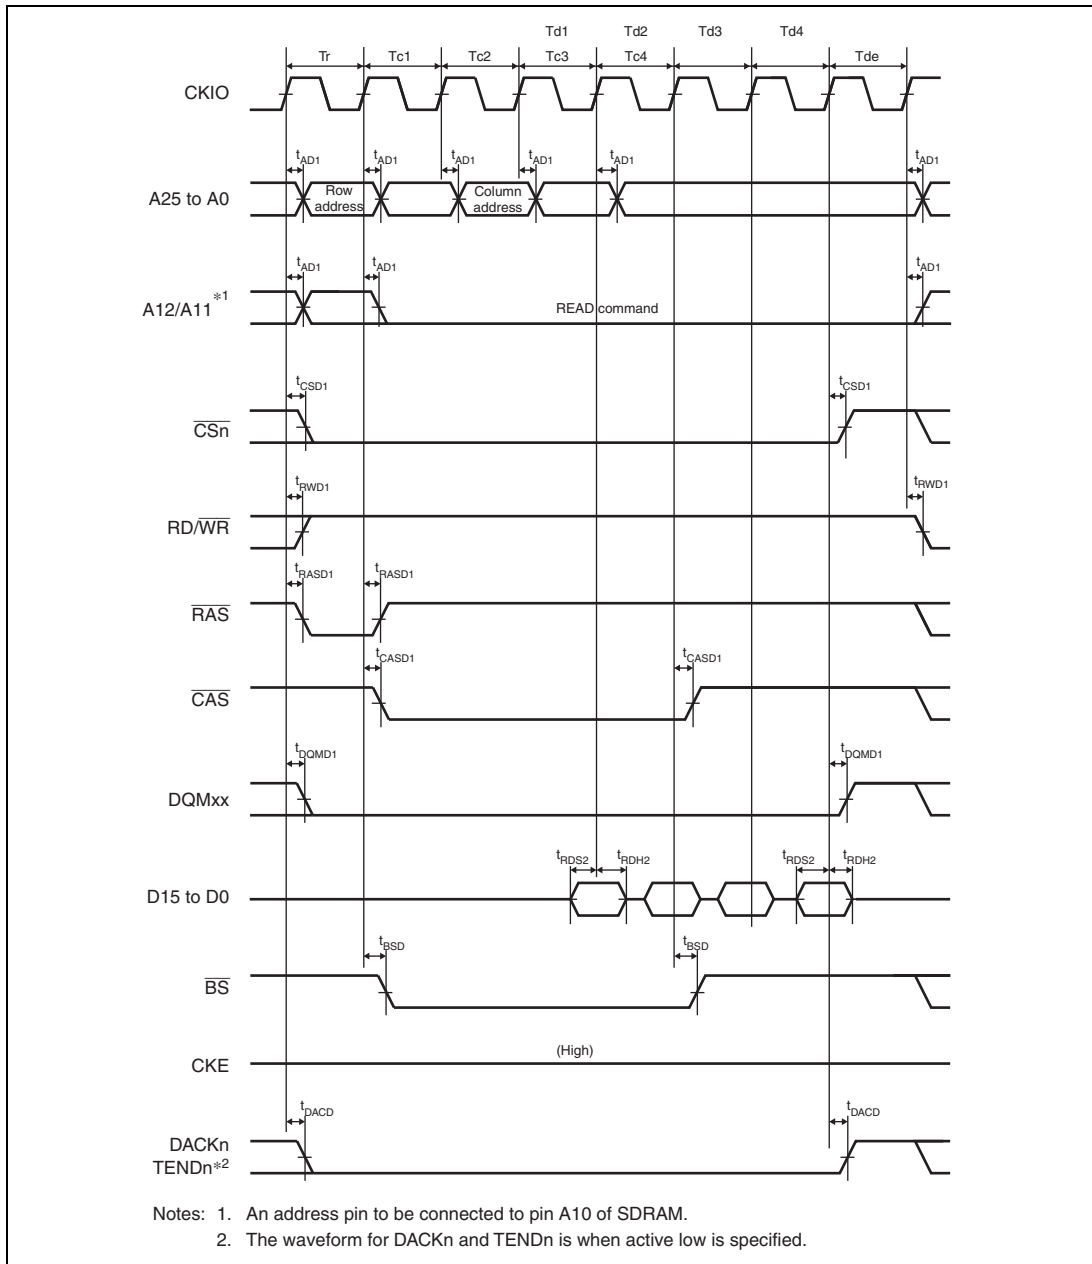 Td1 Td2 Td3 Td4
Tr Tc1 Tc2 Tc3 Tc4 Tde
CKIO
tAD1 tAD1 tAD1 tAD1 tAD1 tAD1
A25 to A0
Row address
Column address
tAD1 tAD1 tAD1
A12/A11*1
READ command
tCSD1 tCSD1
CSn
tRWD1 tRWD1
RD/WR
tRASD1 tRASD1
RAS
tCASD1 tCASD1
CAS
tDQMD1 tDQMD1
DQMxx
tRDS2 tRDH2 tRDS2 tRDH2
D15 to D0
tBSD tBSD
BS
(High)
CKE
tDACD tDACD
DACKn
TENDn*2
Notes: 1. An address pin to be connected to pin A10 of SDRAM.
2. The waveform for DACKn and TENDn is when active low is specified.